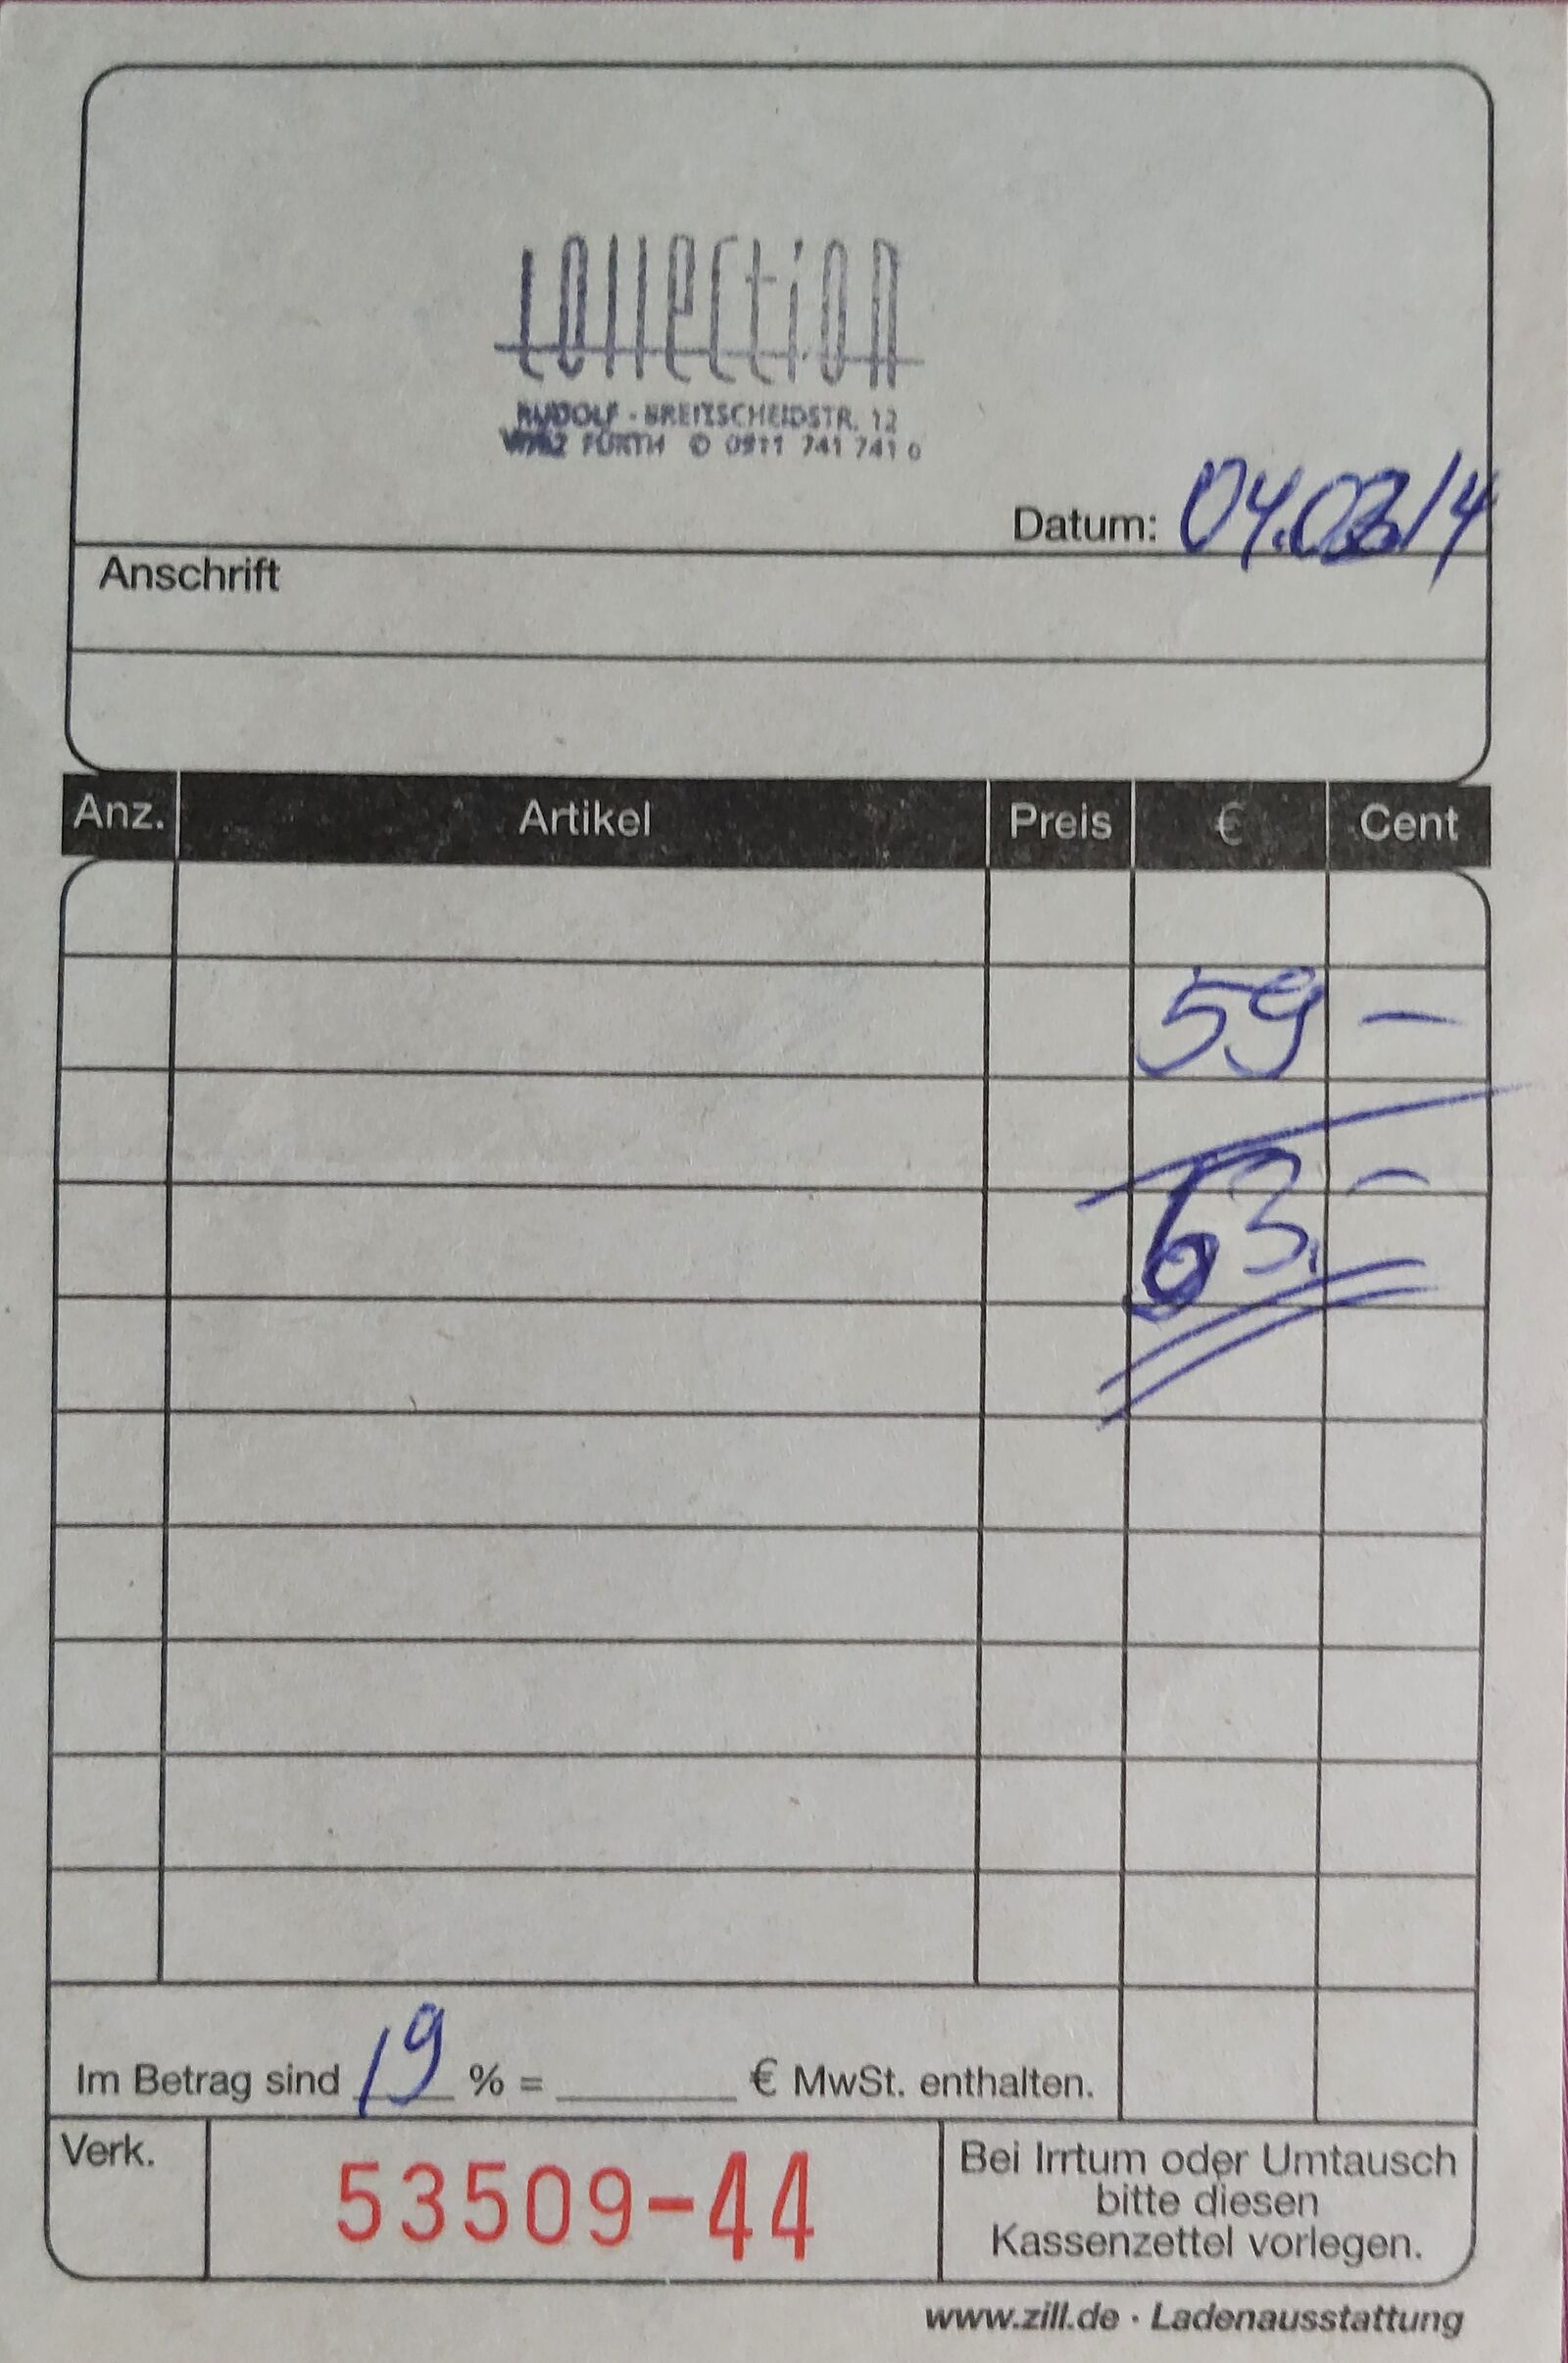 collection
RUDOLF - BREITSCHEIDSTR. 12
FÜRTH ✆ 0911 741 741 0
Datum: 04.03/4
Anschrift
Anz. Artikel Preis € Cent
59 —
63. —
Im Betrag sind 19 % = ______ € MwSt. enthalten.
Verk.
53509-44
Bei Irrtum oder Umtausch
bitte diesen
Kassenzettel vorlegen.
www.zill.de · Ladenausstattung